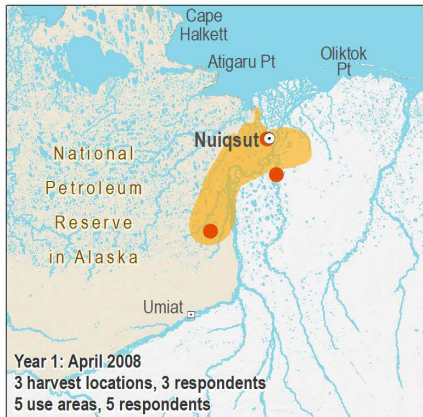 Cape
Halkett
Atigaru Pt
Oliktok
Pt
Nuiqsut
National
Petroleum
Reserve
in Alaska
Umiat
Year 1: April 2008
3 harvest locations, 3 respondents
5 use areas, 5 respondents